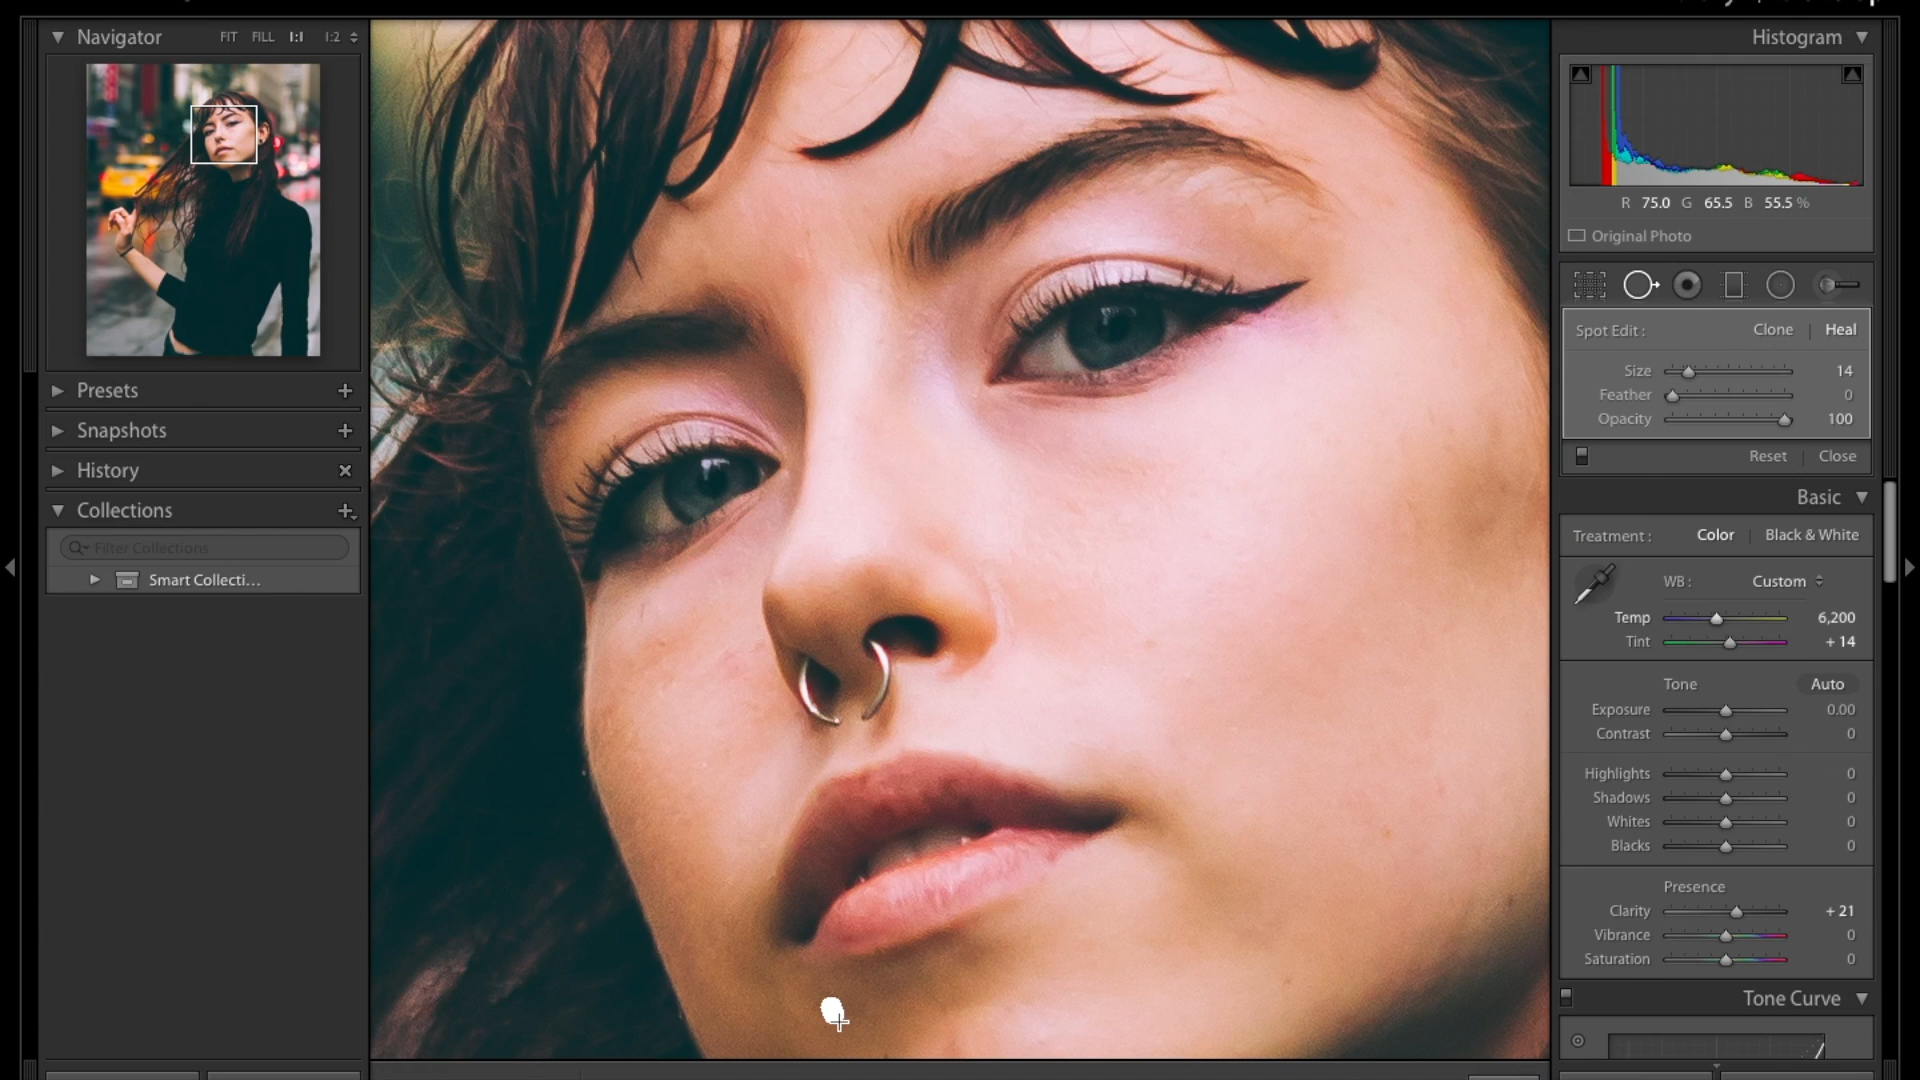 Navigator FIT FILL 1:1 1:2
Presets
Snapshots
History
Collections
Filter Collections
Smart Collecti...
Histogram
R 75.0 G 65.5 B 55.5 %
Original Photo
Spot Edit : Clone | Heal
Size 14
Feather 0
Opacity 100
Reset | Close
Basic
Treatment : Color | Black & White
WB : Custom
Temp 6,200
Tint + 14
Tone Auto
Exposure 0.00
Contrast 0
Highlights 0
Shadows 0
Whites 0
Blacks 0
Presence
Clarity + 21
Vibrance 0
Saturation 0
Tone Curve